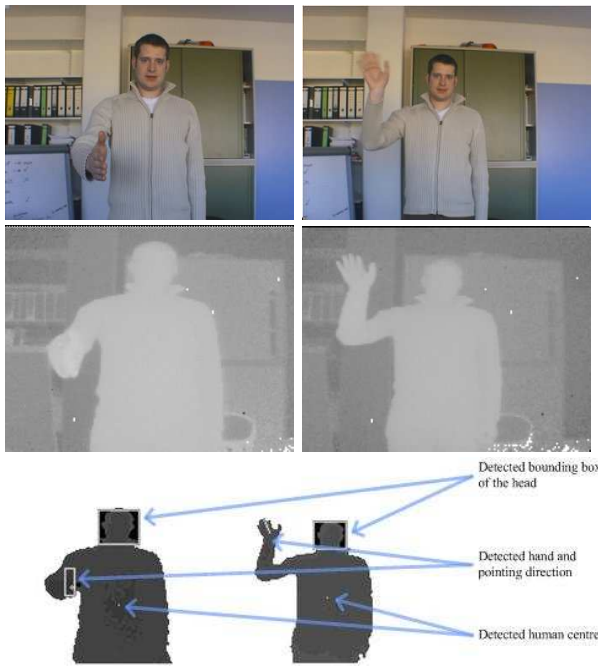 Detected bounding box
of the head
Detected hand and
pointing direction
Detected human centre